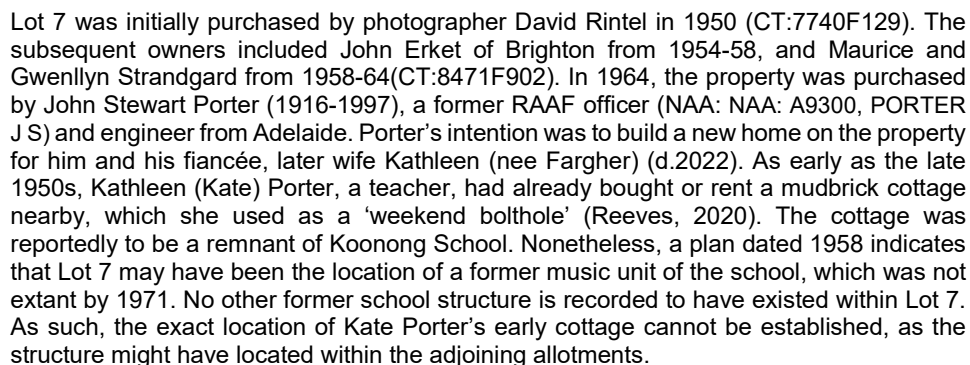 Lot 7 was initially purchased by photographer David Rintel in 1950 (CT:7740F129). The
subsequent owners included John Erket of Brighton from 1954-58, and Maurice and
Gwenllyn Strandgard from 1958-64(CT:8471F902). In 1964, the property was purchased
by John Stewart Porter (1916-1997), a former RAAF officer (NAA: NAA: A9300, PORTER
J S) and engineer from Adelaide. Porter’s intention was to build a new home on the property
for him and his fiancée, later wife Kathleen (nee Fargher) (d.2022). As early as the late
1950s, Kathleen (Kate) Porter, a teacher, had already bought or rent a mudbrick cottage
nearby, which she used as a ‘weekend bolthole’ (Reeves, 2020). The cottage was
reportedly to be a remnant of Koonong School. Nonetheless, a plan dated 1958 indicates
that Lot 7 may have been the location of a former music unit of the school, which was not
extant by 1971. No other former school structure is recorded to have existed within Lot 7.
As such, the exact location of Kate Porter’s early cottage cannot be established, as the
structure might have located within the adjoining allotments.